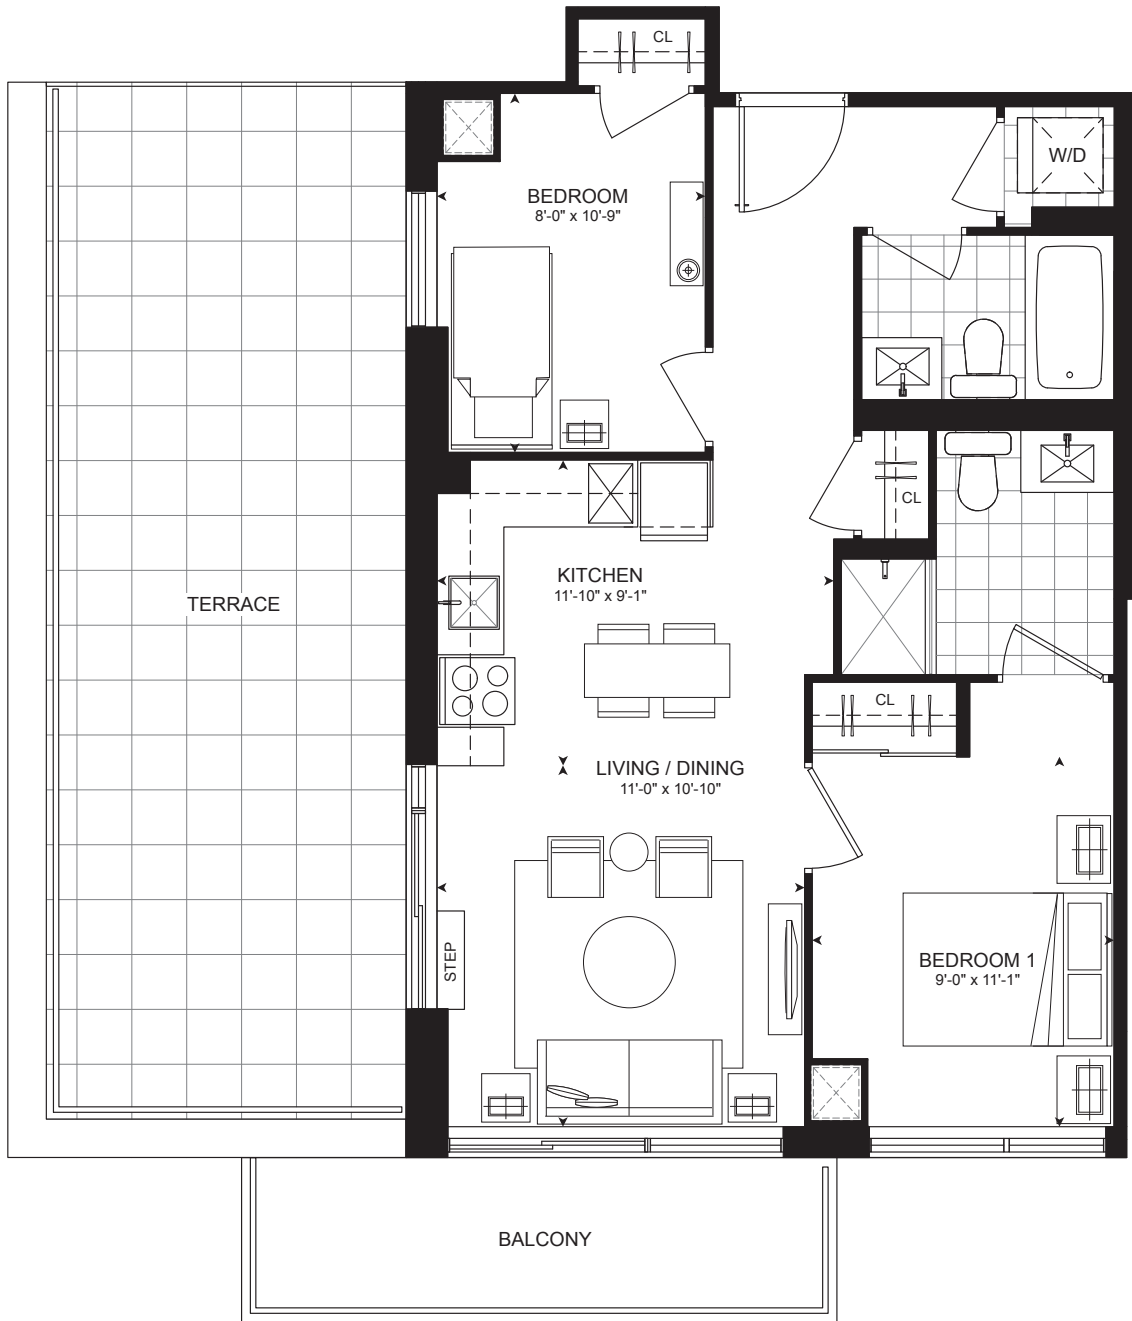 CL
W/D
BEDROOM
8'-0" x 10'-9"
CL
KITCHEN
11'-10" x 9'-1"
TERRACE
CL
LIVING / DINING
11'-0" x 10'-10"
STEP
BEDROOM 1
9'-0" x 11'-1"
BALCONY